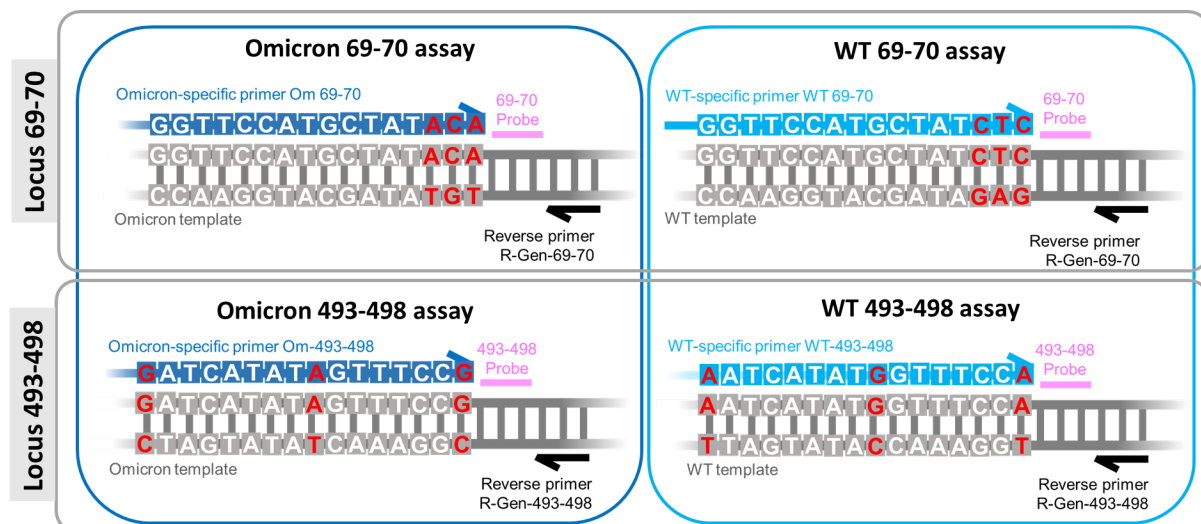 Locus 69-70
Omicron 69-70 assay
Omicron-specific primer Om 69-70
69-70
Probe
GGTTCCATGCTATACA
GGTTCCATGCTATACA
CCAAGGTACGATATGT
Omicron template
Reverse primer
R-Gen-69-70
WT 69-70 assay
WT-specific primer WT 69-70
69-70
Probe
GGTTCCATGCTATCTC
GGTTCCATGCTATCTC
CCAAGGTACGATAGAG
WT template
Reverse primer
R-Gen-69-70
Locus 493-498
Omicron 493-498 assay
Omicron-specific primer Om-493-498
493-498
Probe
GATCATATAGTTTCCG
GATCATATAGTTTCCG
CTAGTATATCAAAGGC
Omicron template
Reverse primer
R-Gen-493-498
WT 493-498 assay
WT-specific primer WT-493-498
493-498
Probe
AATCATATGGTTTCCA
AATCATATGGTTTCCA
TTAGTATACCAAAGGT
WT template
Reverse primer
R-Gen-493-498